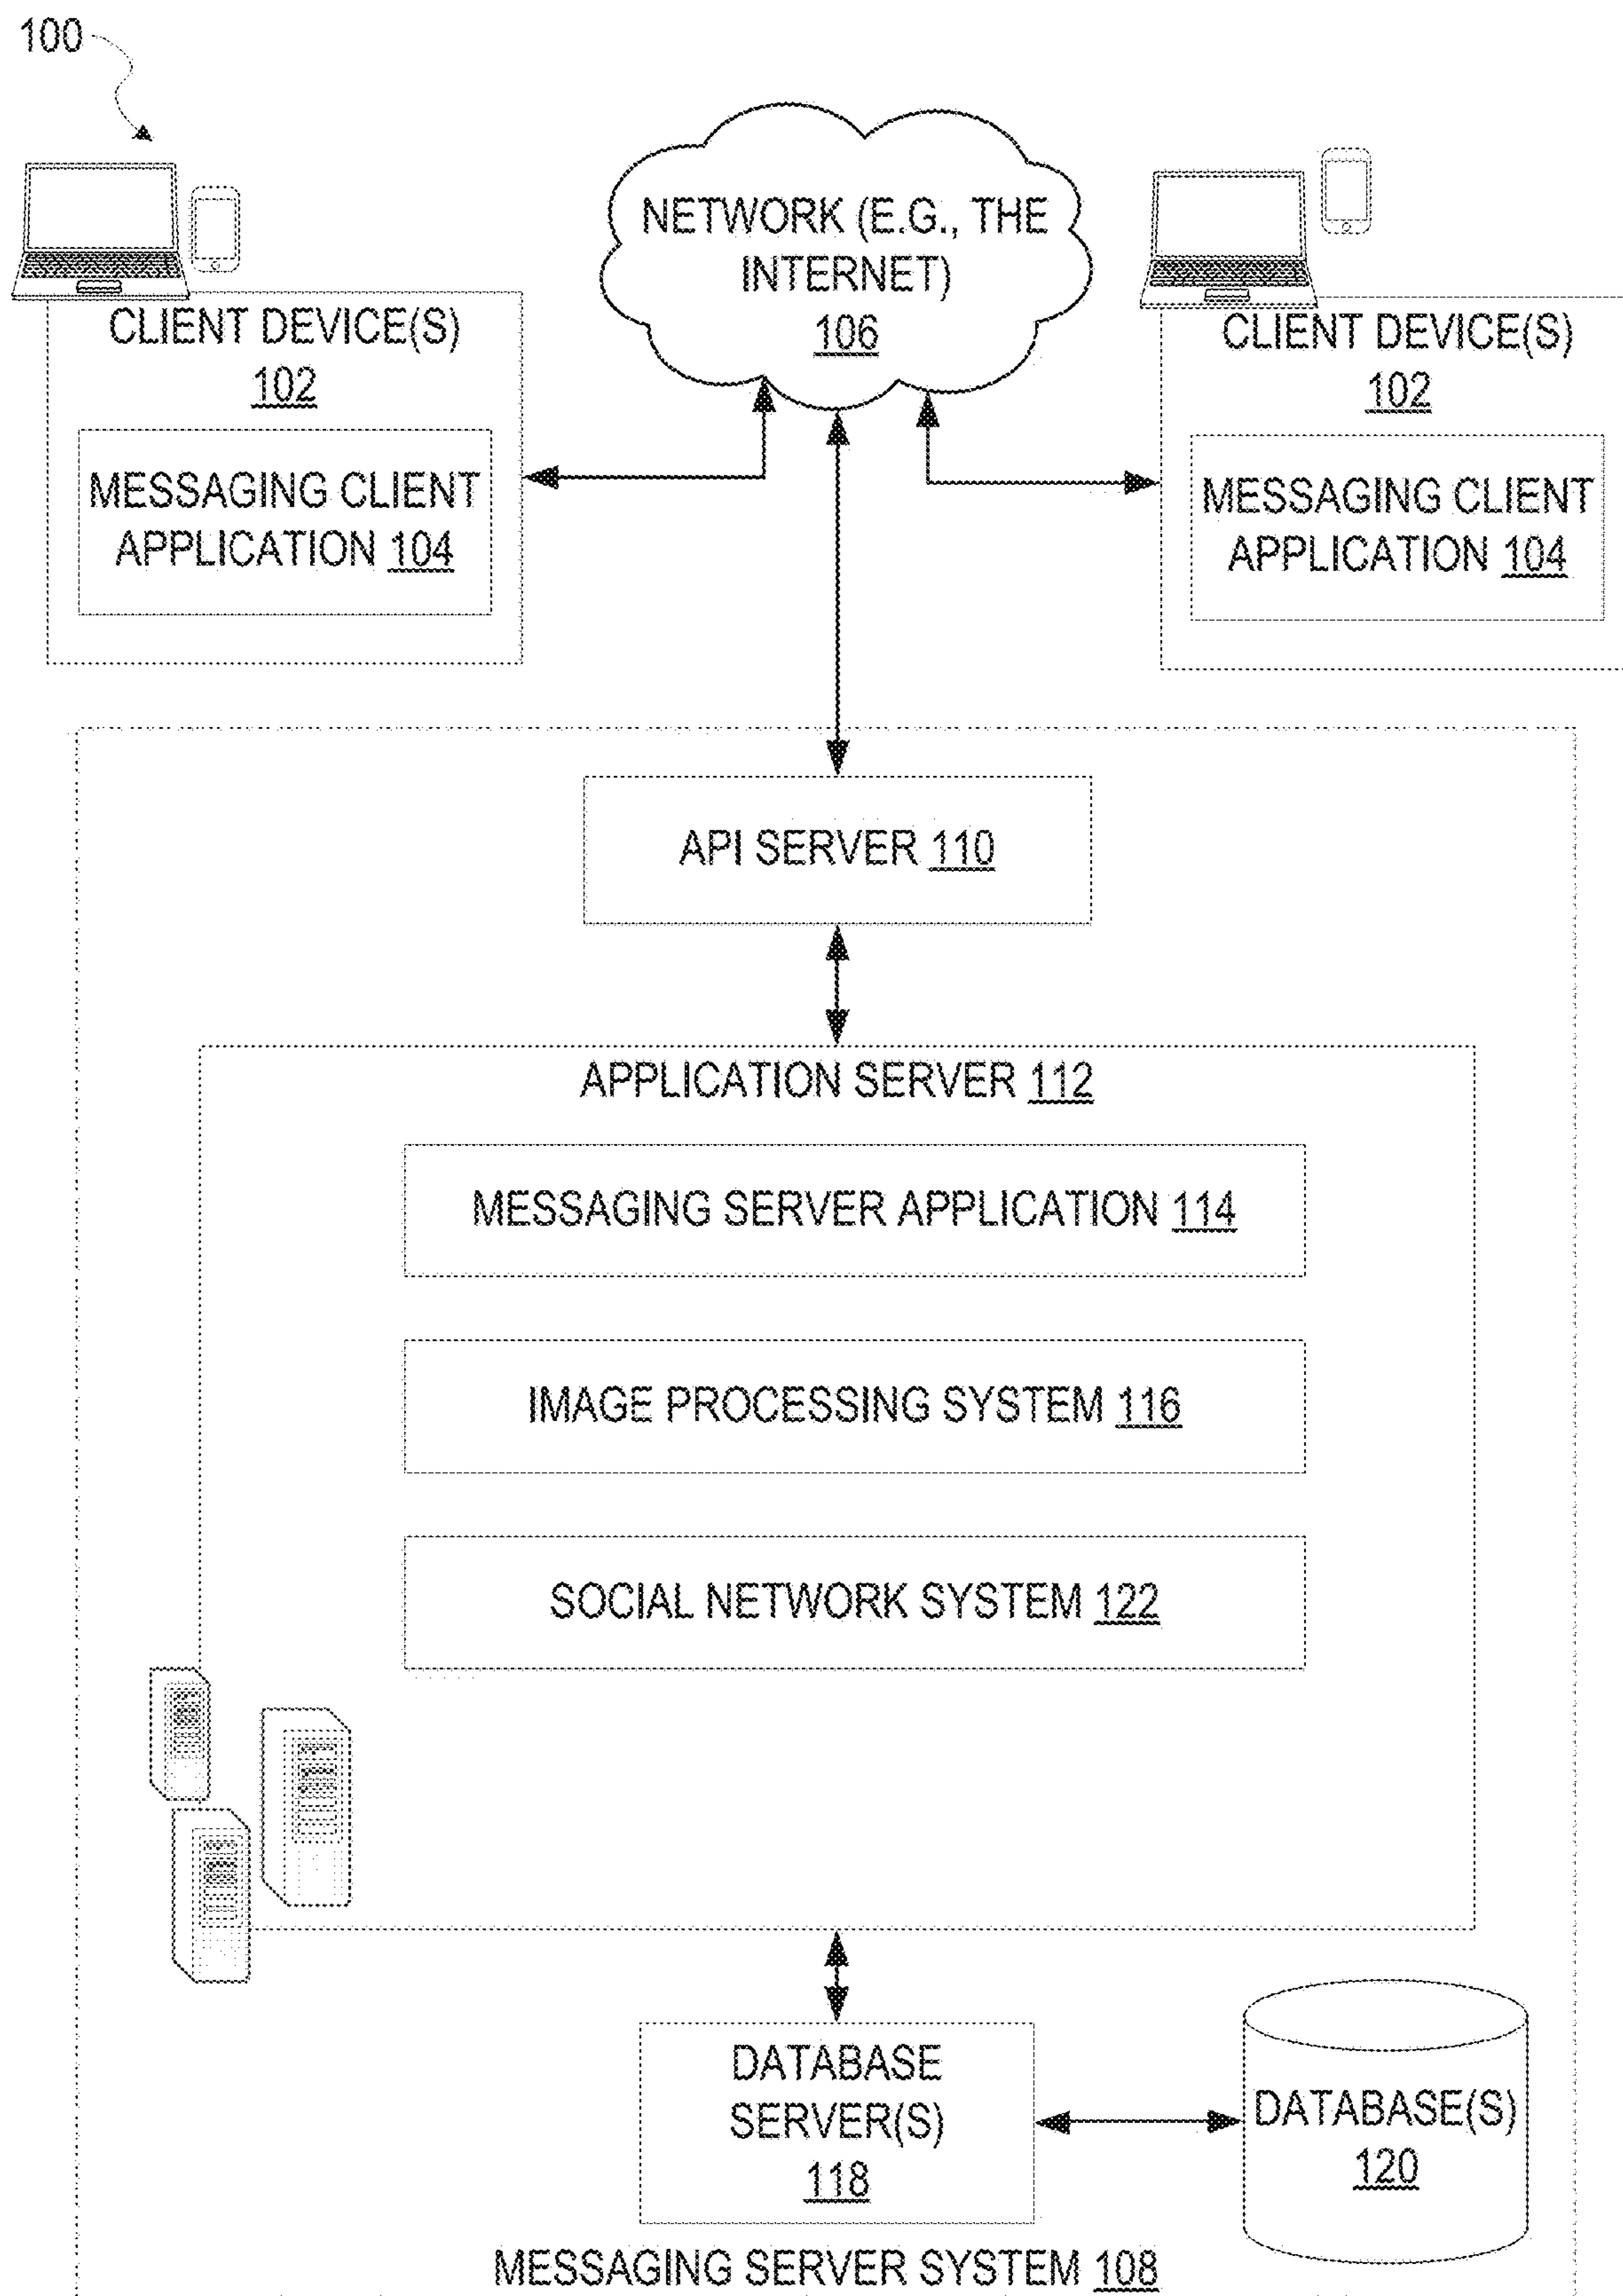 100
NETWORK (E.G., THE
INTERNET)
106
CLIENT DEVICE(S)
102
MESSAGING CLIENT
APPLICATION 104
CLIENT DEVICE(S)
102
MESSAGING CLIENT
APPLICATION 104
API SERVER 110
APPLICATION SERVER 112
MESSAGING SERVER APPLICATION 114
IMAGE PROCESSING SYSTEM 116
SOCIAL NETWORK SYSTEM 122
DATABASE
SERVER(S)
118
DATABASE(S)
120
MESSAGING SERVER SYSTEM 108